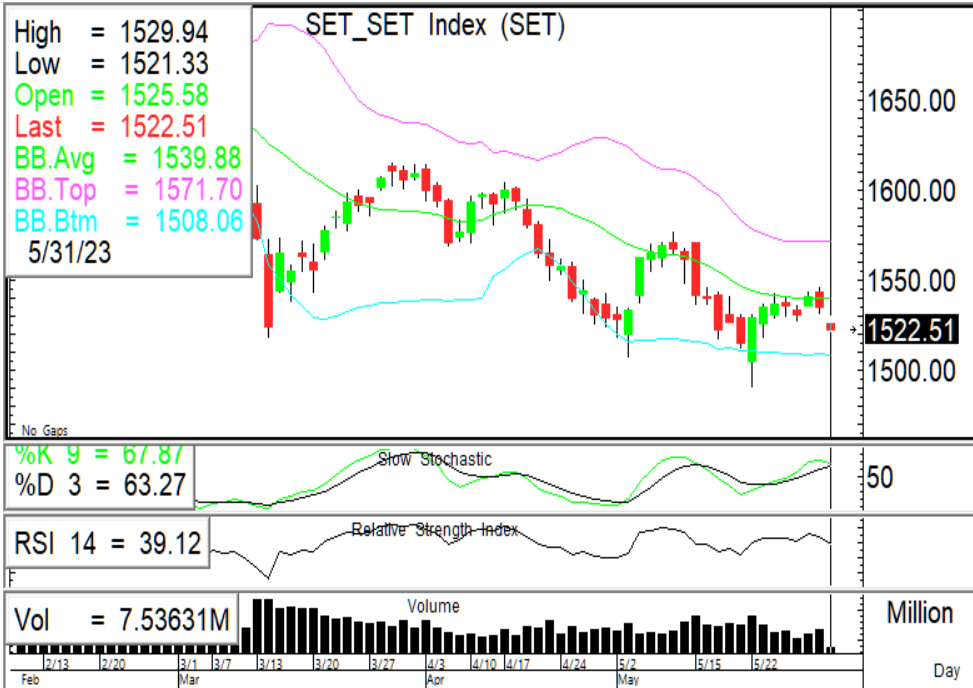 SET_SET Index (SET)
High = 1529.94
Low = 1521.33
Open = 1525.58
Last = 1522.51
BB.Avg = 1539.88
BB.Top = 1571.70
BB.Btm = 1508.06
5/31/23
1650.00
1600.00
1550.00
1522.51
1500.00
No Gaps
%K 9 = 67.87
%D 3 = 63.27
Slow Stochastic
50
RSI 14 = 39.12
Relative Strength Index
Vol = 7.53631M
Volume
Million
2/13 2/20 3/1 3/7 3/13 3/20 3/27 4/3 4/10 4/17 4/24 5/2 5/15 5/22
Feb Mar Apr May Day